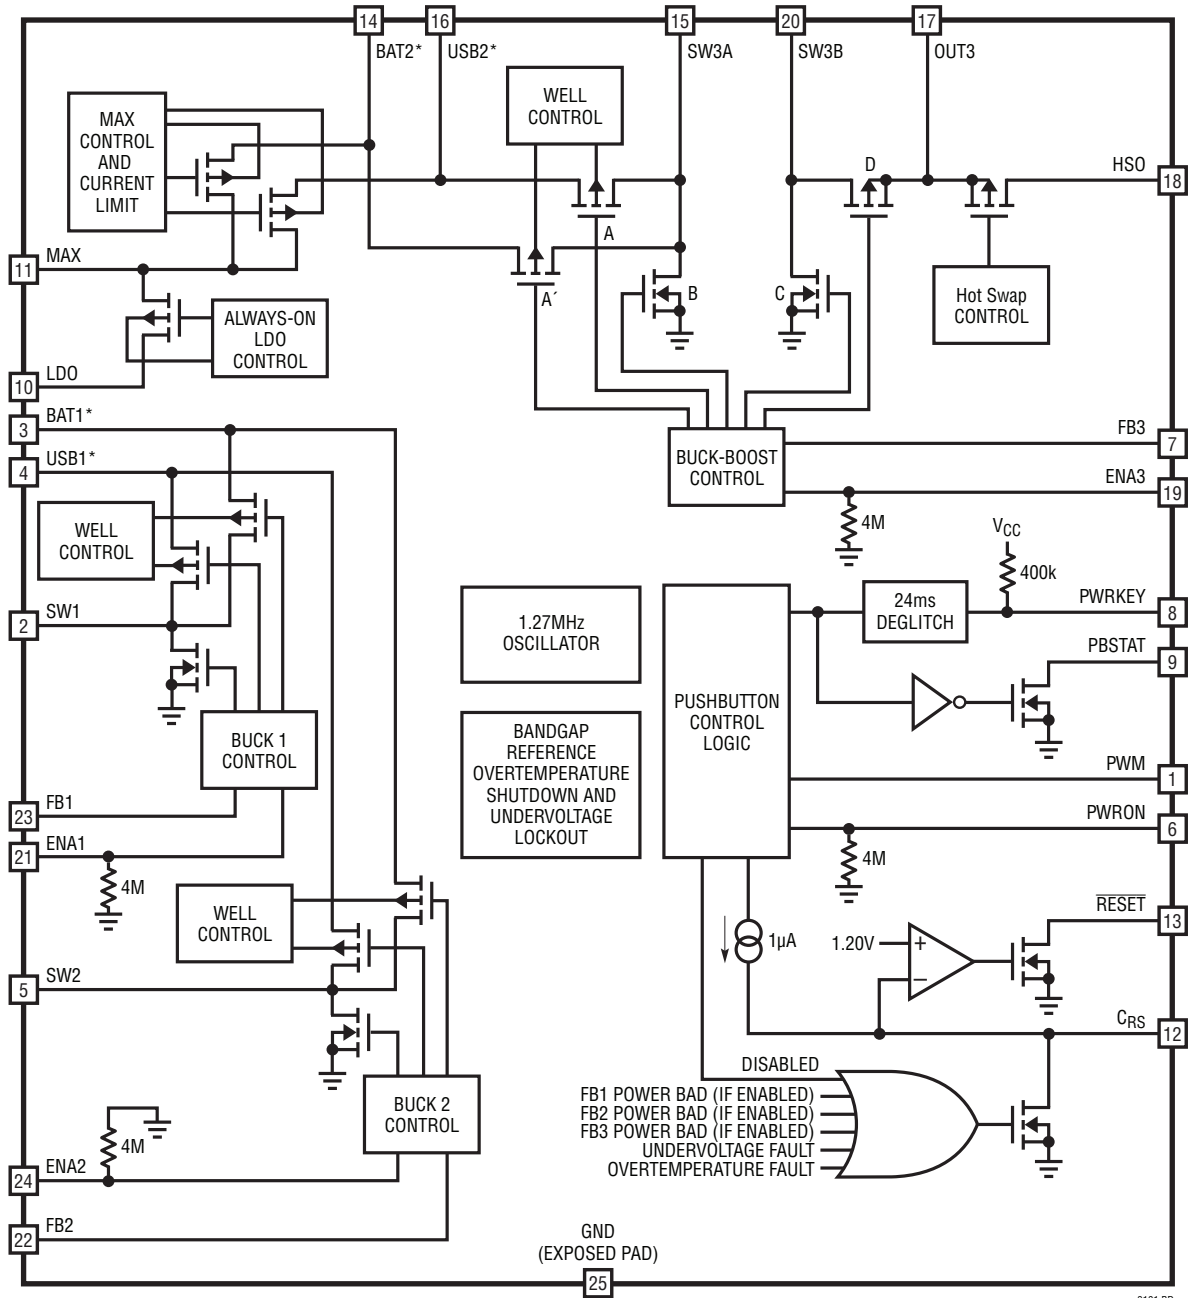 14
16
15
20
17
BAT2*
USB2*
SW3A
SW3B
OUT3
WELL
CONTROL
MAX
CONTROL
AND
CURRENT
LIMIT
D
HSO
18
A
MAX
11
A´
B
C
Hot Swap
CONTROL
ALWAYS-ON
LDO
CONTROL
LDO
10
BAT1*
3
USB1*
4
FB3
7
BUCK-BOOST
CONTROL
ENA3
19
4M
WELL
CONTROL
VCC
400k
SW1
2
1.27MHz
OSCILLATOR
24ms
DEGLITCH
PWRKEY
8
PBSTAT
9
PUSHBUTTON
CONTROL
LOGIC
BUCK 1
CONTROL
BANDGAP
REFERENCE
OVERTEMPERATURE
SHUTDOWN AND
UNDERVOLTAGE
LOCKOUT
PWM
1
FB1
23
PWRON
6
ENA1
21
4M
4M
WELL
CONTROL
RESET
13
1µA
1.20V
+
–
SW2
5
CRS
12
DISABLED
FB1 POWER BAD (IF ENABLED)
FB2 POWER BAD (IF ENABLED)
FB3 POWER BAD (IF ENABLED)
UNDERVOLTAGE FAULT
OVERTEMPERATURE FAULT
BUCK 2
CONTROL
4M
ENA2
24
FB2
22
GND
(EXPOSED PAD)
25